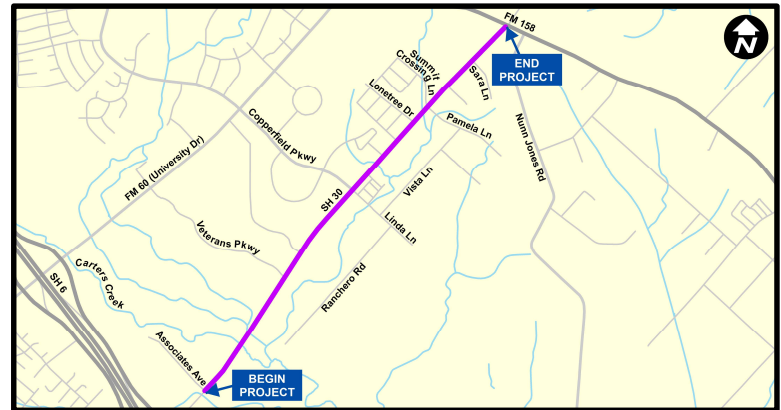 FM 158
N
END
PROJECT
Summit
Crossing Ln
Sara Ln
Lonetree Dr
Copperfield Pkwy
Pamela Ln
Nunn Jones Rd
FM 60 (University Dr)
Vista Ln
SH 30
Linda Ln
Veterans Pkwy
Carters Creek
SH 6
Ranchero Rd
Associates Ave
BEGIN
PROJECT